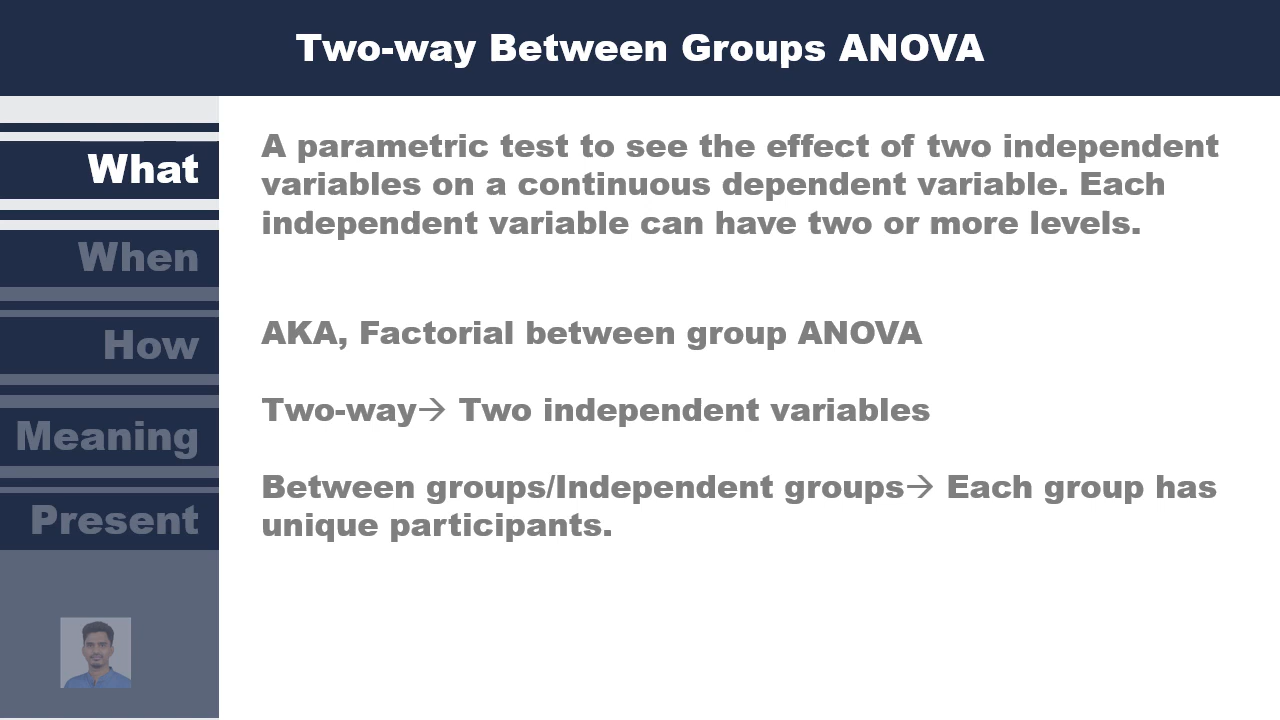 Two-way Between Groups ANOVA
What
When
How
Meaning
Present
A parametric test to see the effect of two independent
variables on a continuous dependent variable. Each
independent variable can have two or more levels.
AKA, Factorial between group ANOVA
Two-way→ Two independent variables
Between groups/Independent groups→ Each group has
unique participants.